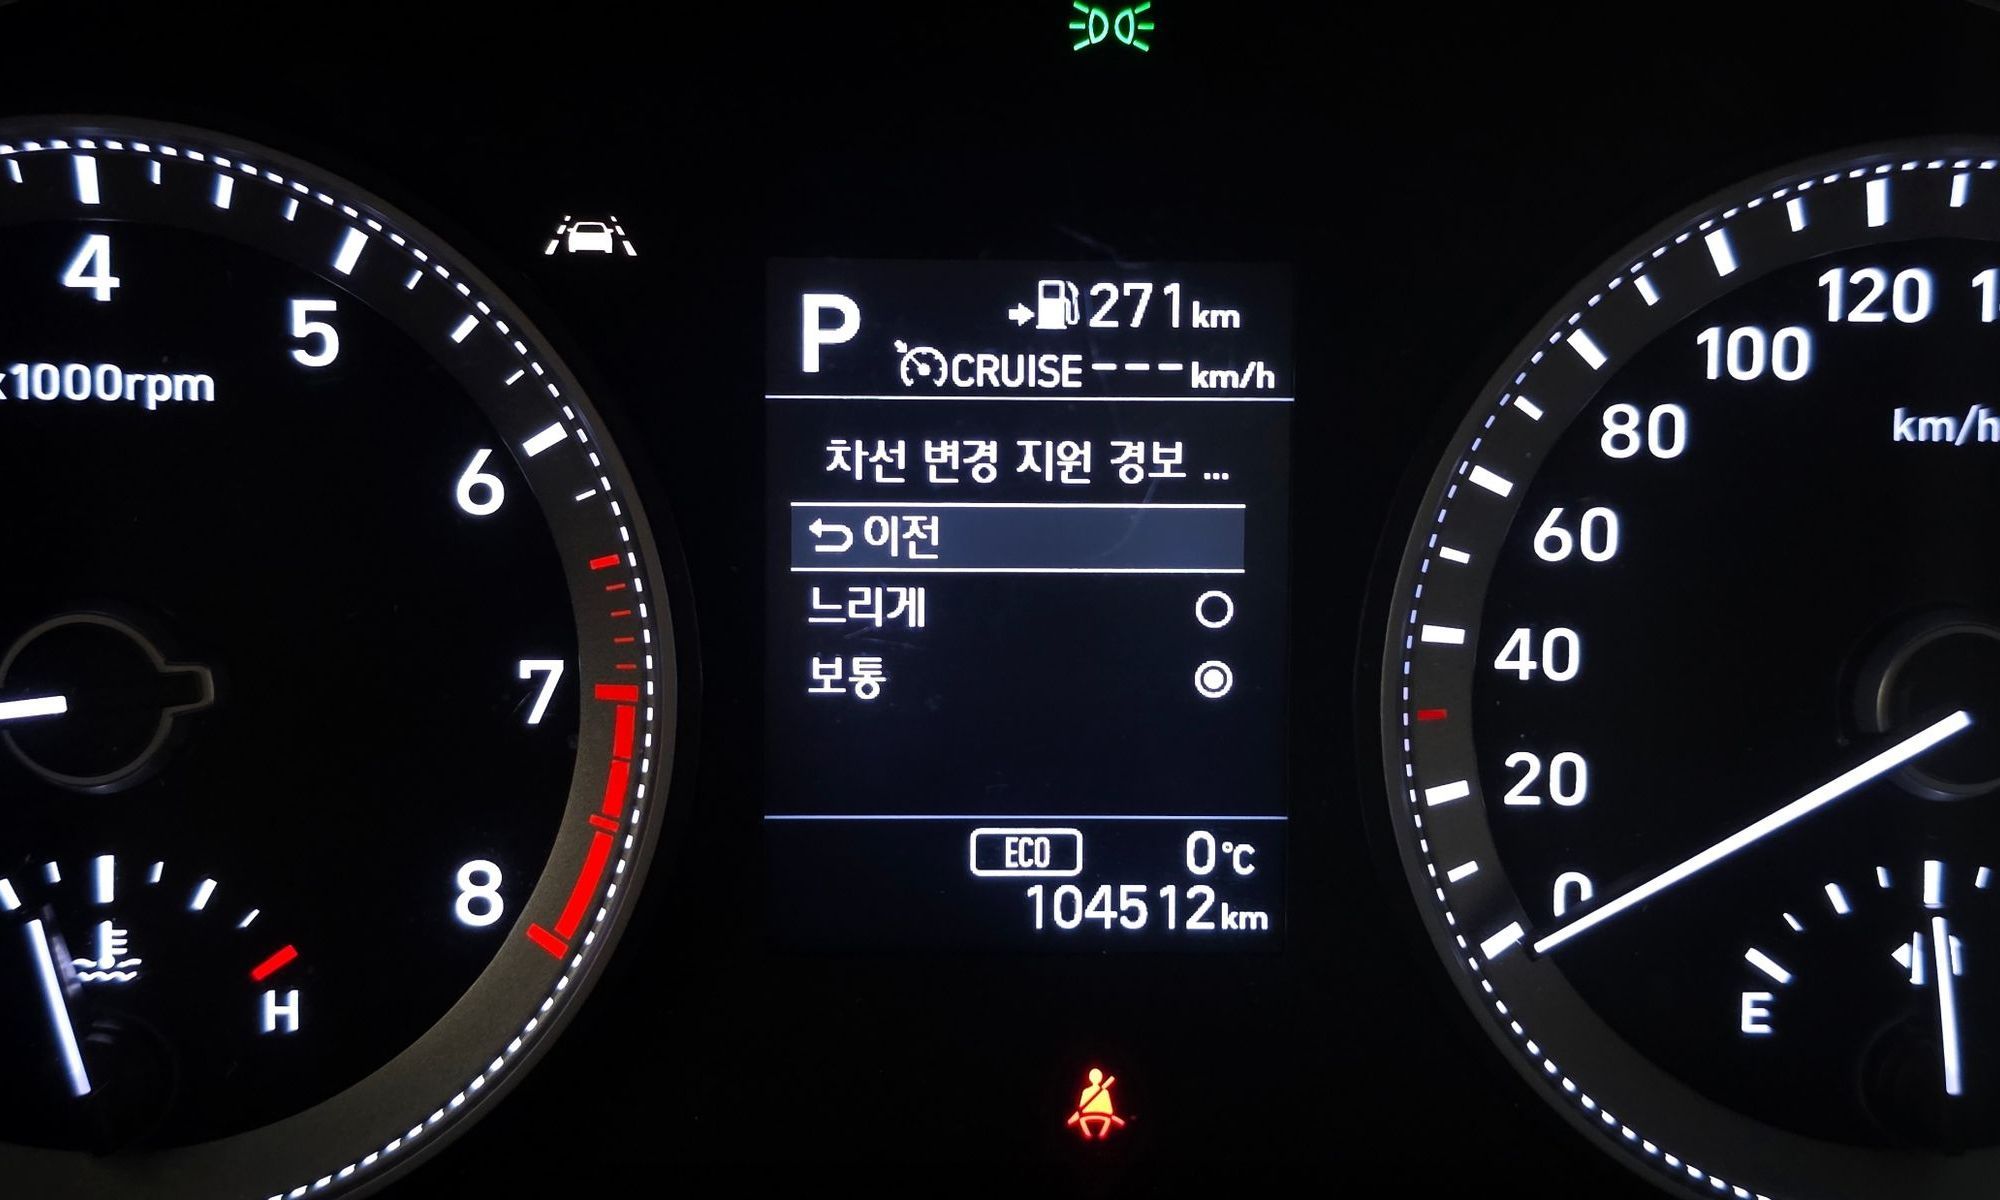 P
271km
CRUISE---km/h
차선 변경 지원 경보 ...
이전
느리게
보통
ECO 0°C
104512km
4
5
6
7
8
x1000rpm
H
120
100
80
60
40
20
0
km/h
E